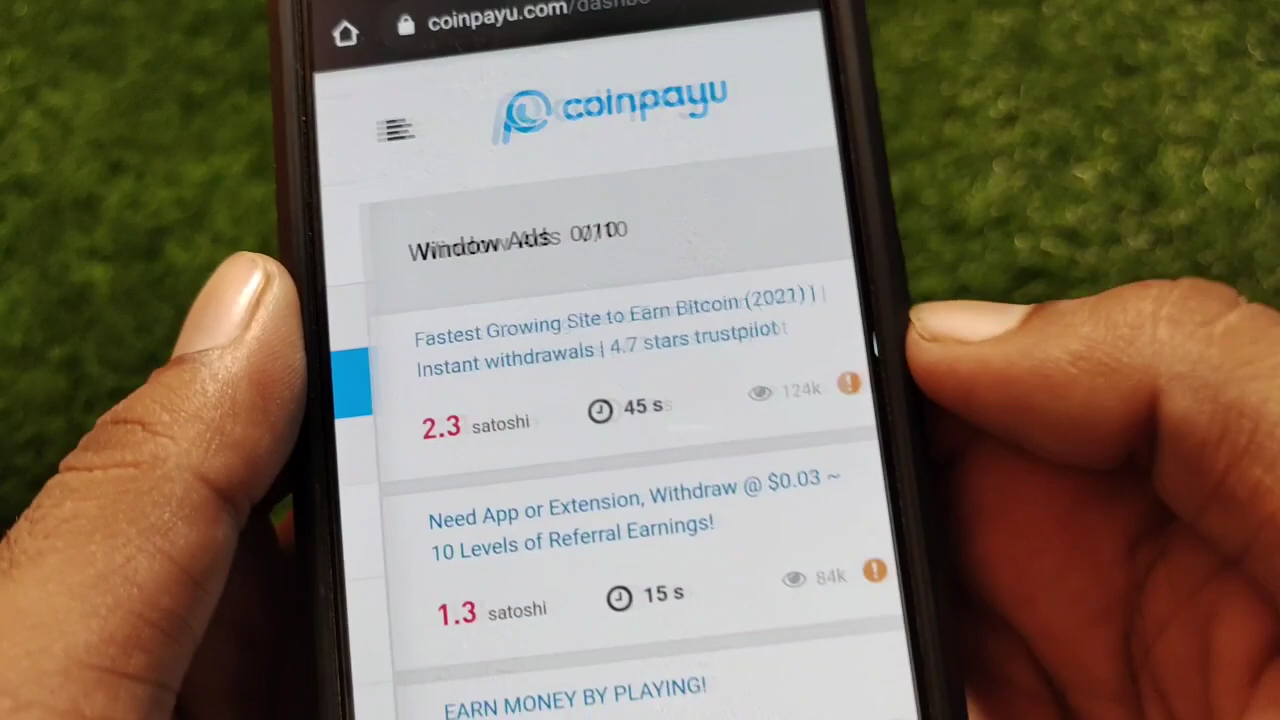 coinpayu.com/dashbo
coinpayu
Window Ads
Fastest Growing Site to Earn Bitcoin (2021) |
Instant withdrawals | 4.7 stars trustpilot
2.3 satoshi 45 s 124k
Need App or Extension, Withdraw @ $0.03 ~
10 Levels of Referral Earnings!
1.3 satoshi 15 s 84k
EARN MONEY BY PLAYING!